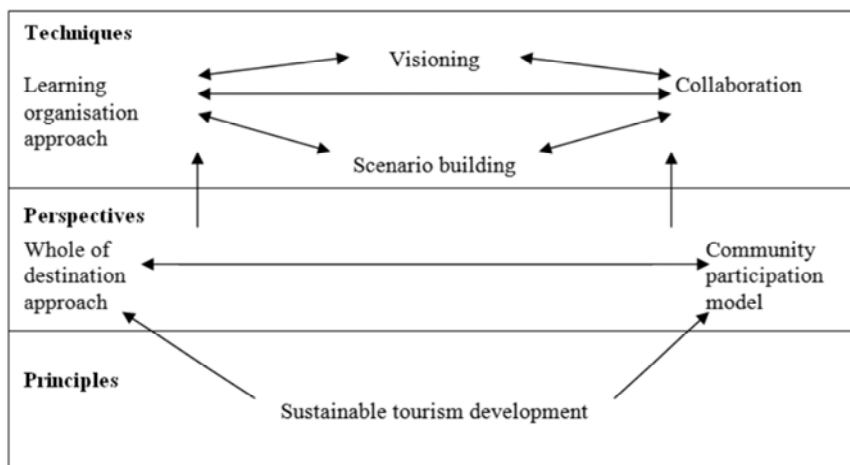 Techniques
Visioning
Learning
organisation
approach
Collaboration
Scenario building
Perspectives
Whole of
destination
approach
Community
participation
model
Principles
Sustainable tourism development